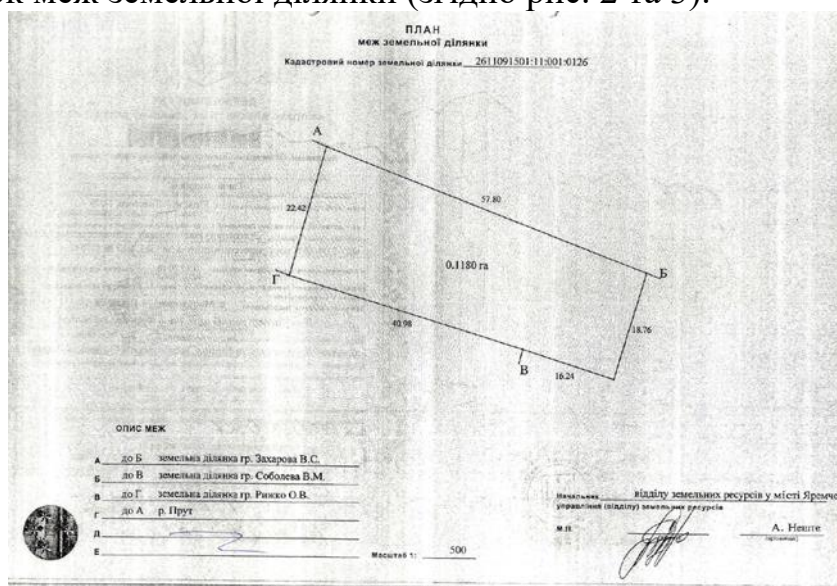 ок меж земельної ділянки (згідно рис. 2 та 3).
ПЛАН
меж земельної ділянки
Кадастровий номер земельної ділянки 2611091501:11:001:0126
А
57.80
22.42
0.1180 га
Б
Г
18.76
40.98
В
16.24
ОПИС МЕЖ
А до Б земельна ділянка гр. Захарова В.С.
Б до В земельна ділянка гр. Соболева В.М.
В до Г земельна ділянка гр. Рижко О.В.
Г до А р. Прут
Д
Е
Масштаб 1: 500
Начальник відділу земельних ресурсів у місті Яремче
управління (відділу) земельних ресурсів
М.П.
А. Неште